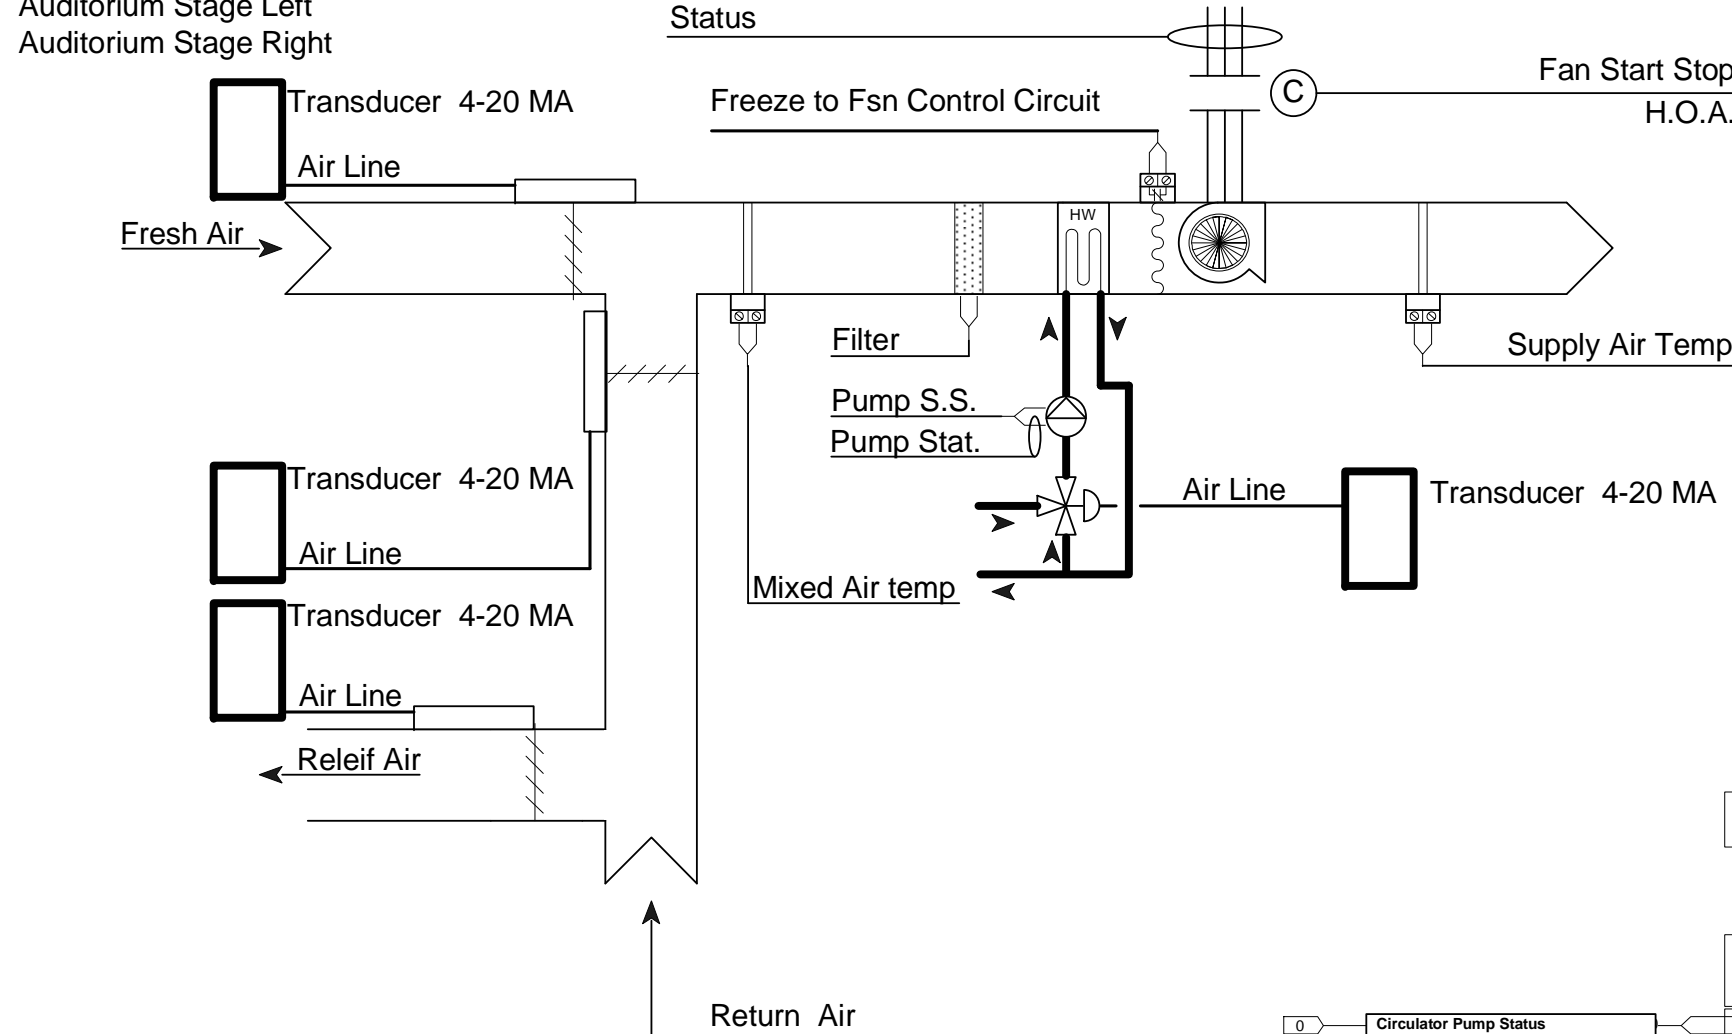 Auditorium Stage Left
Auditorium Stage Right
Status
Fan Start Stop
C
H.O.A.
Transducer 4-20 MA
Freeze to Fsn Control Circuit
Air Line
HW
Fresh Air
Filter
Supply Air Temp
Pump S.S.
Pump Stat.
Transducer 4-20 MA
Air Line
Transducer 4-20 MA
Air Line
Mixed Air temp
Transducer 4-20 MA
Air Line
Releif Air
Return Air
0
Circulator Pump Status